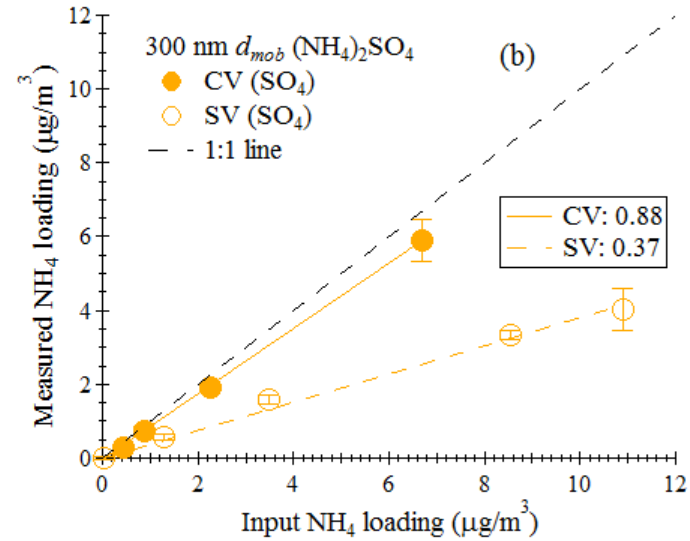 12
10
8
6
4
2
0
Measured NH₄ loading (μg/m³)
300 nm d_mob (NH₄)₂SO₄
CV (SO₄)
SV (SO₄)
1:1 line
(b)
CV: 0.88
SV: 0.37
0 2 4 6 8 10 12
Input NH₄ loading (μg/m³)